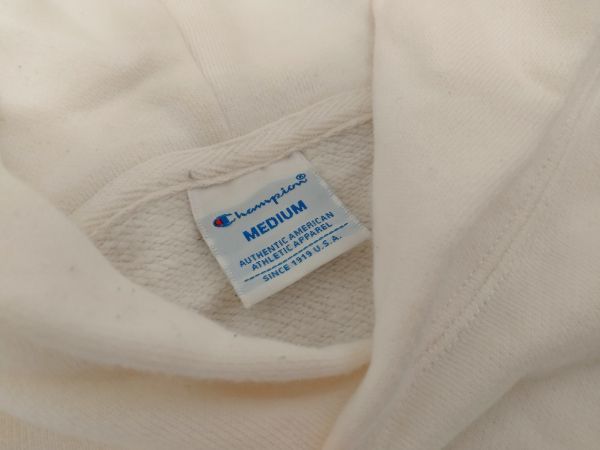 Champion®
MEDIUM
AUTHENTIC AMERICAN
ATHLETIC APPAREL
SINCE 1919 U.S.A.